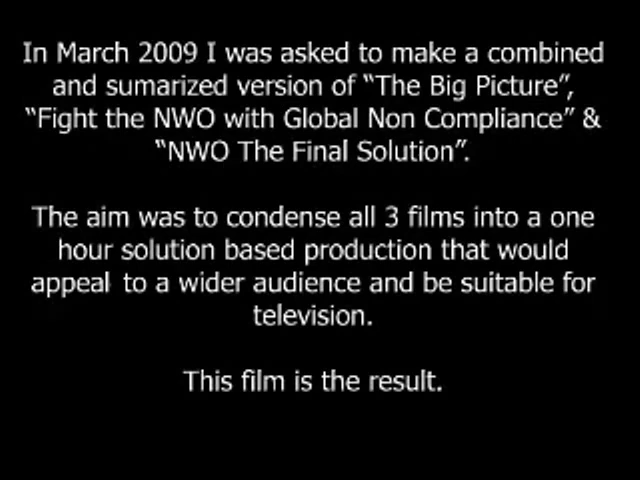 In March 2009 I was asked to make a combined
and sumarized version of “The Big Picture”,
“Fight the NWO with Global Non Compliance” &
“NWO The Final Solution”.
The aim was to condense all 3 films into a one
hour solution based production that would
appeal to a wider audience and be suitable for
television.
This film is the result.